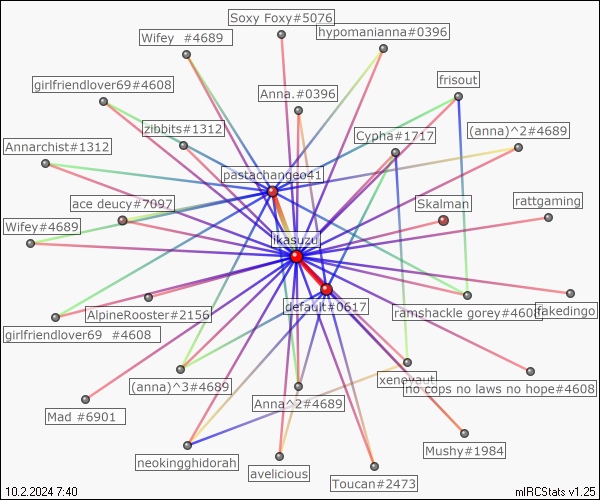 Soxy Foxy#5076
hypomanianna#0396
Wifey  #4689
frisout
girlfriendlover69#4608
Anna.#0396
zibbits#1312
Cypha#1717
(anna)^2#4689
Annarchist#1312
pastachangeo41
ace deucy#7097
Skalman
rattgaming
Wifey#4689
ikasuzu
default#0617
AlpineRooster#2156
ramshackle gorey#4608
fakedingo
girlfriendlover69  #4608
(anna)^3#4689
xenovaut
no cops no laws no hope#4608
Anna^2#4689
Mad #6901
Mushy#1984
neokingghidorah
avelicious
Toucan#2473
10.2.2024 7:40
mIRCStats v1.25